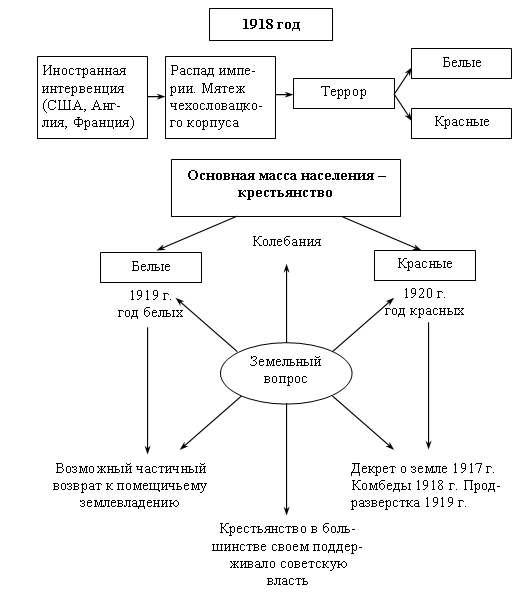 1918 год
Иностранная
интервенция
(США, Анг-
лия, Франция)
Распад импе-
рии. Мятеж
чехословацко-
го корпуса
Террор
Белые
Красные
Основная масса населения –
крестьянство
Колебания
Белые
Красные
1919 г.
год белых
1920 г.
год красных
Земельный
вопрос
Возможный частичный
возврат к помещичьему
землевладению
Декрет о земле 1917 г.
Комбеды 1918 г. Прод-
разверстка 1919 г.
Крестьянство в боль-
шинстве своем поддер-
живало советскую
власть